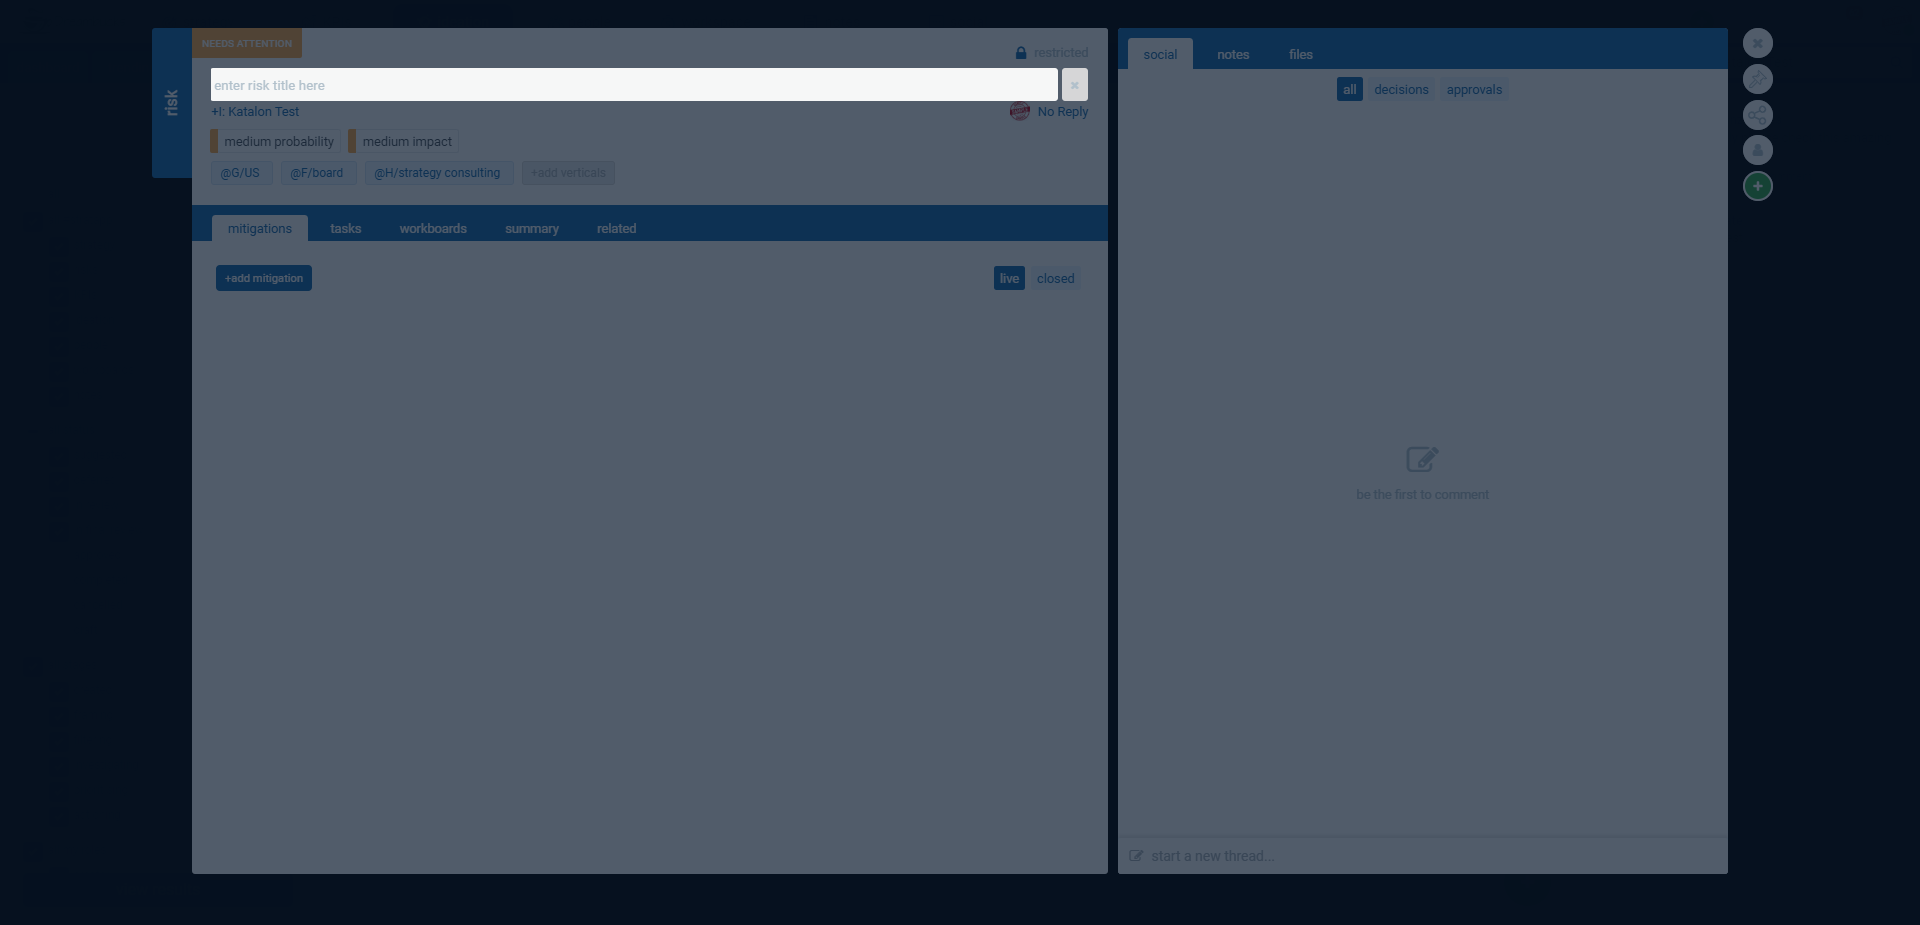 NEEDS ATTENTION
restricted
risk
enter risk title here
+I: Katalon Test
No Reply
medium probability
medium impact
@G/US
@F/board
@H/strategy consulting
+add verticals
mitigations
tasks
workboards
summary
related
+add mitigation
live
closed
social
notes
files
all
decisions
approvals
be the first to comment
start a new thread...